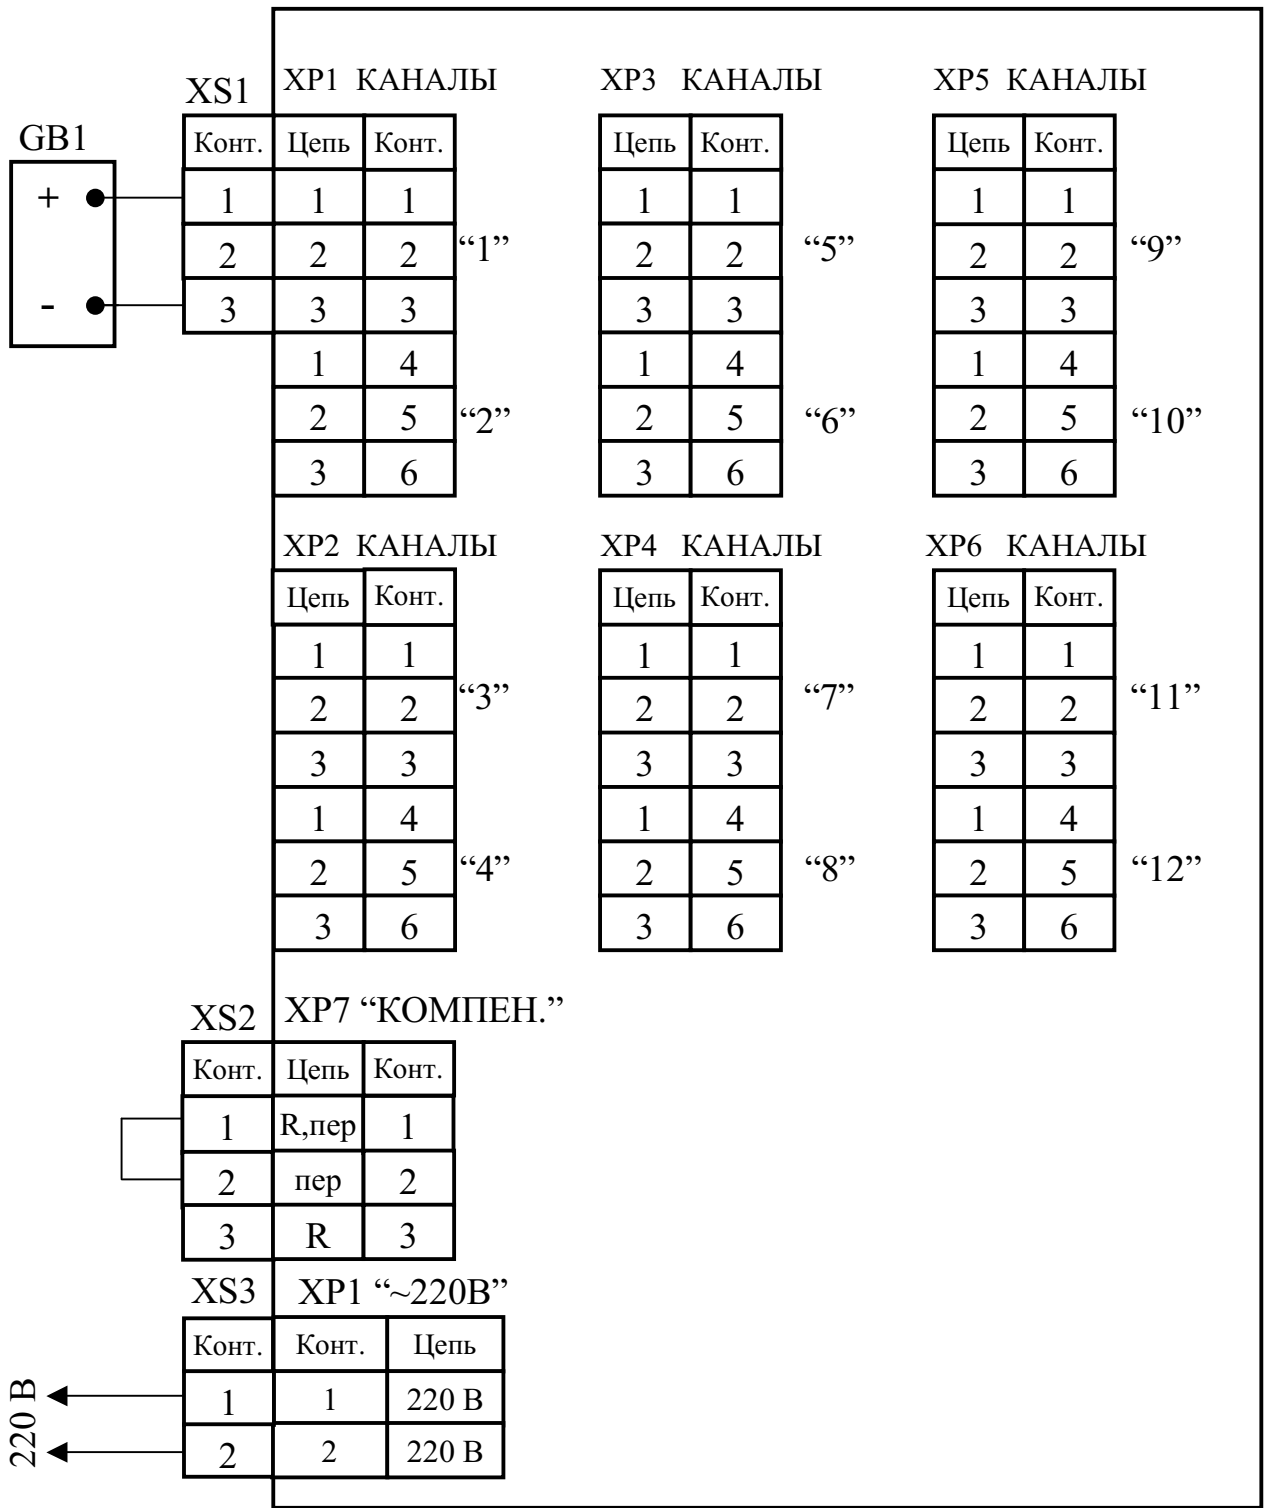 XP1 КАНАЛЫ XP3 КАНАЛЫ XP5 КАНАЛЫ
XS1
GB1
Конт. Цепь Конт. Цепь Конт. Цепь Конт.
+ 1 1 1 1 1 1 1
2 2 2 “1” 2 2 “5” 2 2 “9”
- 3 3 3 3 3 3 3
1 4 1 4 1 4
2 5 “2” 2 5 “6” 2 5 “10”
3 6 3 6 3 6
XP2 КАНАЛЫ XP4 КАНАЛЫ XP6 КАНАЛЫ
Цепь Конт. Цепь Конт. Цепь Конт.
1 1 1 1 1 1
2 2 “3” 2 2 “7” 2 2 “11”
3 3 3 3 3 3
1 4 1 4 1 4
2 5 “4” 2 5 “8” 2 5 “12”
3 6 3 6 3 6
XS2 XP7 “КОМПЕН.”
Конт. Цепь Конт.
1 R,пер 1
2 пер 2
3 R 3
XS3 XP1 “~220В”
Конт. Конт. Цепь
1 1 220 В
2 2 220 В
220 В